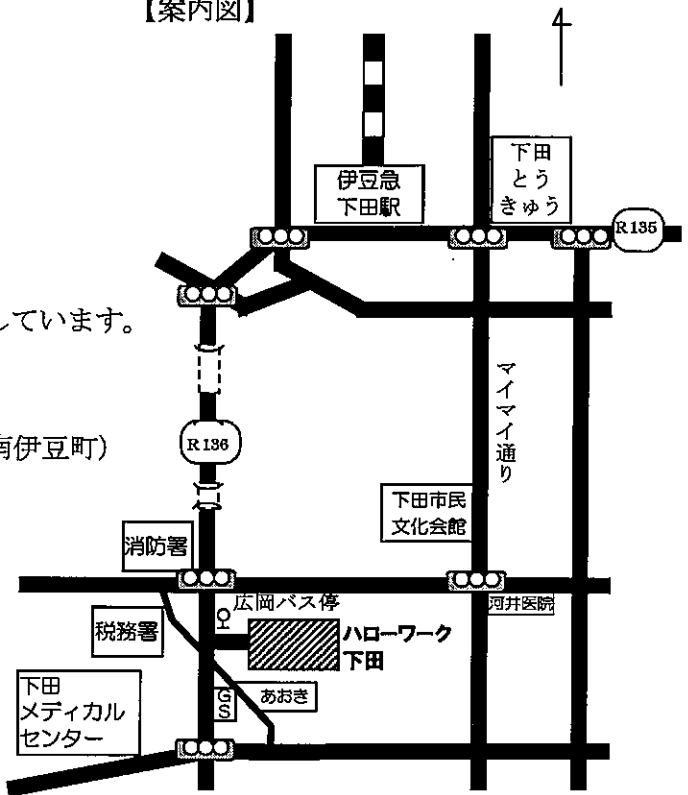 【案内図】
伊豆急
下田駅
下田
とう
きゅう
R135
しています。
マイマイ通り
R136
南伊豆町)
下田市民
文化会館
消防署
広岡バス停
河井医院
税務署
ハローワーク
下田
下田
メディカル
センター
GS
あおき